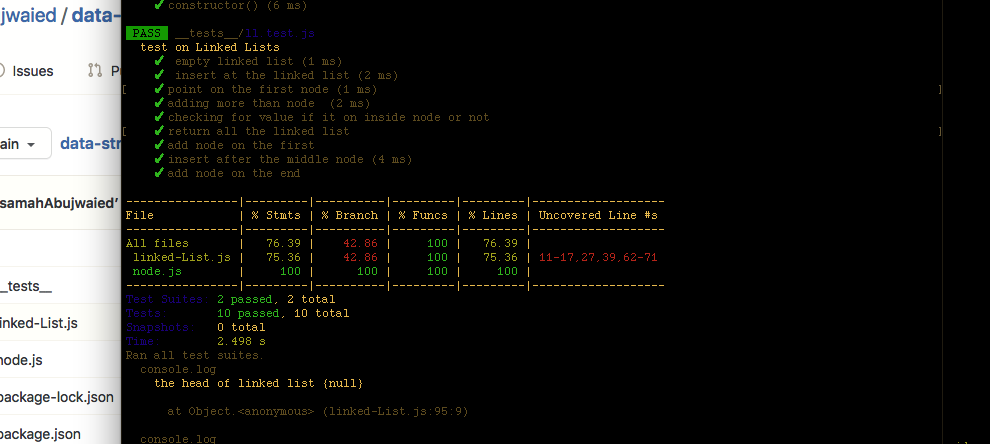 jwaied / data-
Issues
P
ain
data-str
samahAbujwaied'
_tests__
inked-List.js
node.js
package-lock.json
package.json
✔ constructor() (6 ms)
PASS __tests__/ll.test.js
test on Linked Lists
✔ empty linked list (1 ms)
✔ insert at the linked list (2 ms)
[ ✔ point on the first node (1 ms) ]
✔ adding more than node (2 ms)
✔ checking for value if it on inside node or not
[ ✔ return all the linked list ]
✔ add node on the first
✔ insert after the middle node (4 ms)
✔ add node on the end
----------------|---------|----------|---------|---------|-------------------
File | % Stmts | % Branch | % Funcs | % Lines | Uncovered Line #s
----------------|---------|----------|---------|---------|-------------------
All files | 76.39 | 42.86 | 100 | 76.39 |
linked-List.js | 75.36 | 42.86 | 100 | 75.36 | 11-17,27,39,62-71
node.js | 100 | 100 | 100 | 100 |
----------------|---------|----------|---------|---------|-------------------
Test Suites: 2 passed, 2 total
Tests: 10 passed, 10 total
Snapshots: 0 total
Time: 2.498 s
Ran all test suites.
console.log
the head of linked list {null}
at Object.<anonymous> (linked-List.js:95:9)
console.log